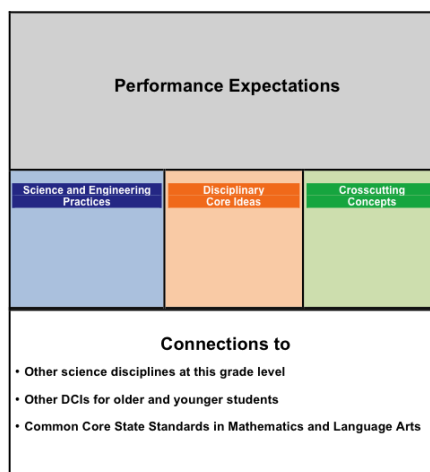 Performance Expectations
Science and Engineering
Practices
Disciplinary
Core Ideas
Crosscutting
Concepts
Connections to
• Other science disciplines at this grade level
• Other DCIs for older and younger students
• Common Core State Standards in Mathematics and Language Arts